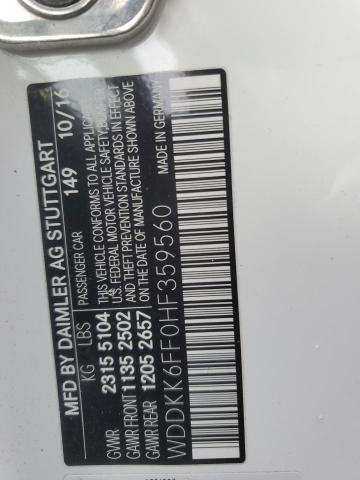 MFD BY DAIMLER AG STUTTGART 10/16
PASSENGER CAR 149
KG LBS
GVWR 2315 5104
GAWR FRONT 1135 2502
GAWR REAR 1205 2657
THIS VEHICLE CONFORMS TO ALL APPLICABLE
U.S. FEDERAL MOTOR VEHICLE SAFETY, BUMPER
AND THEFT PREVENTION STANDARDS IN EFFECT
ON THE DATE OF MANUFACTURE SHOWN ABOVE
WDDKK6FF0HF359560 MADE IN GERMANY